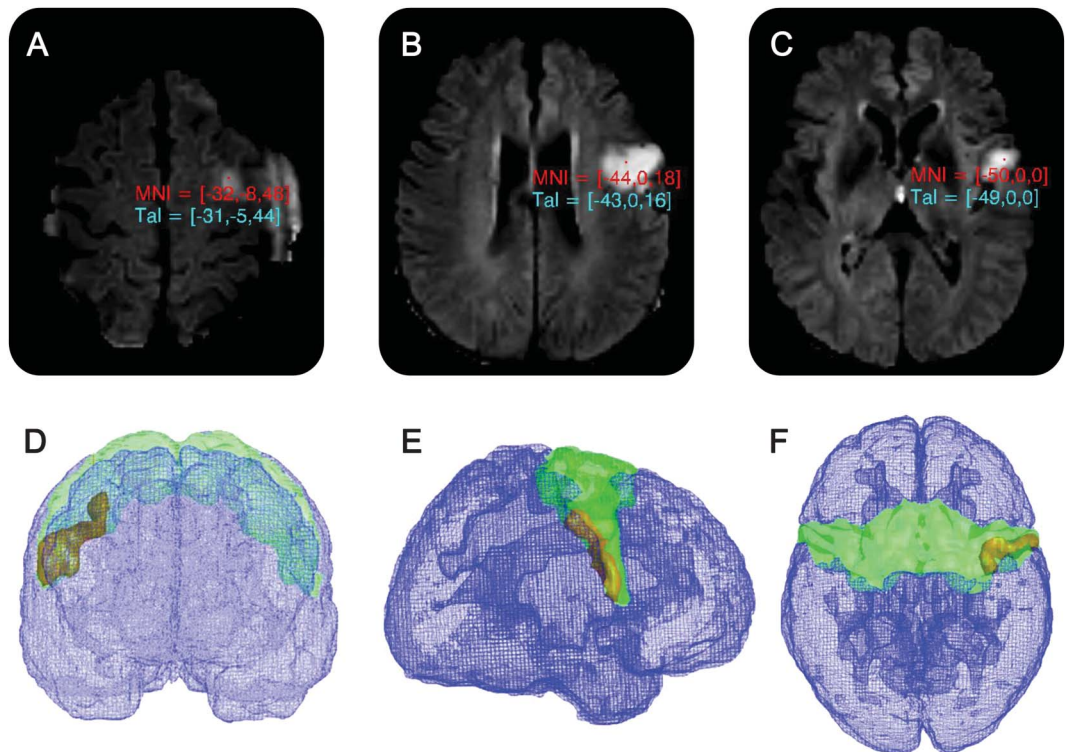 A
B
C
MNI = [-32,-8,48]
Tal = [-31,-5,44]
MNI = [-44,0,18]
Tal = [-43,0,16]
MNI = [-50,0,0]
Tal = [-49,0,0]
D
E
F